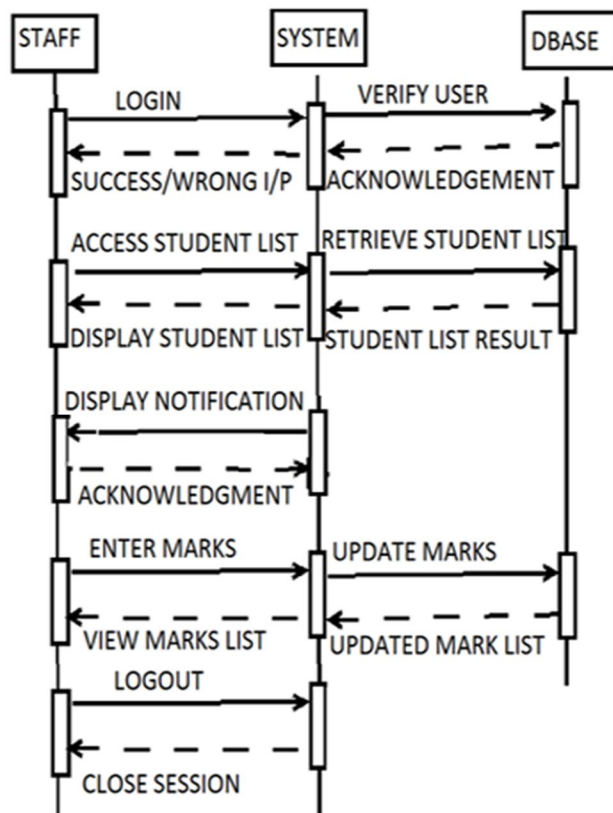 STAFF
SYSTEM
DBASE
LOGIN
VERIFY USER
SUCCESS/WRONG I/P
ACKNOWLEDGEMENT
ACCESS STUDENT LIST
RETRIEVE STUDENT LIST
DISPLAY STUDENT LIST
STUDENT LIST RESULT
DISPLAY NOTIFICATION
ACKNOWLEDGMENT
ENTER MARKS
UPDATE MARKS
VIEW MARKS LIST
UPDATED MARK LIST
LOGOUT
CLOSE SESSION